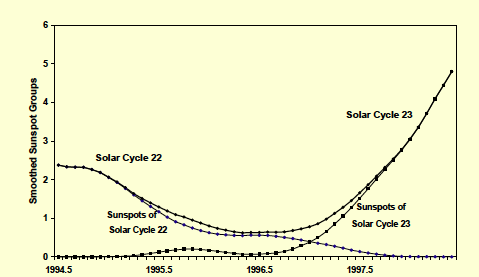 6
5
4
3
2
1
0
Smoothed Sunspot Groups
Solar Cycle 22
Solar Cycle 23
Sunspots of
Solar Cycle 22
Sunspots of
Solar Cycle 23
1994.5 1995.5 1996.5 1997.5